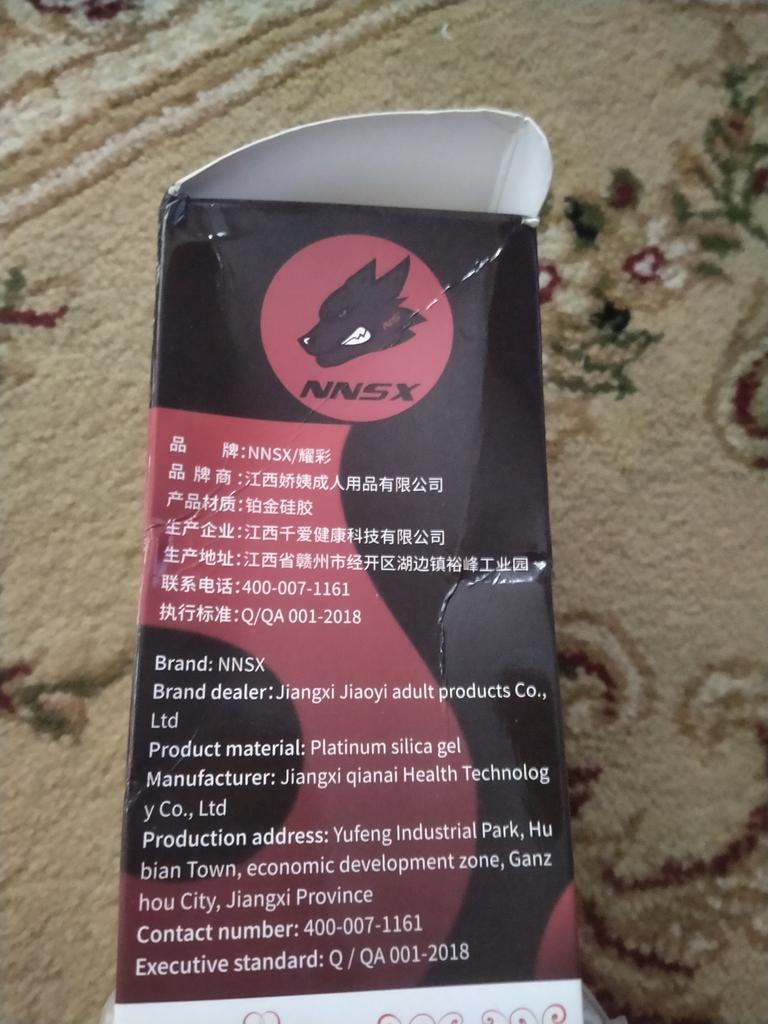 NNSX
品 牌:NNSX/耀彩
品 牌 商:江西娇姨成人用品有限公司
产品材质:铂金硅胶
生产企业:江西千爱健康科技有限公司
生产地址:江西省赣州市经开区湖边镇裕峰工业园
联系电话:400-007-1161
执行标准:Q/QA 001-2018
Brand: NNSX
Brand dealer:Jiangxi Jiaoyi adult products Co.,
Ltd
Product material: Platinum silica gel
Manufacturer: Jiangxi qianai Health Technolog
y Co., Ltd
Production address: Yufeng Industrial Park, Hu
bian Town, economic development zone, Ganz
hou City, Jiangxi Province
Contact number: 400-007-1161
Executive standard: Q / QA 001-2018